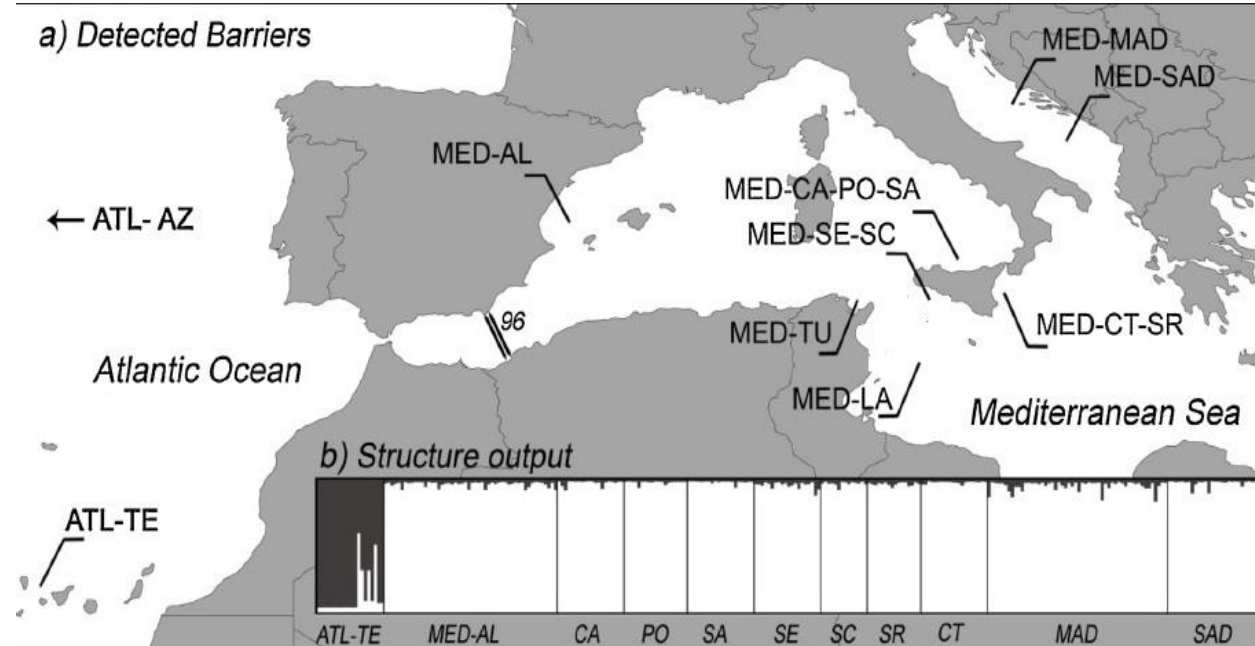 a) Detected Barriers
MED-MAD
MED-SAD
MED-AL
MED-CA-PO-SA
← ATL- AZ
MED-SE-SC
96
MED-TU
MED-CT-SR
Atlantic Ocean
MED-LA
Mediterranean Sea
b) Structure output
ATL-TE
ATL-TE MED-AL CA PO SA SE SC SR CT MAD SAD